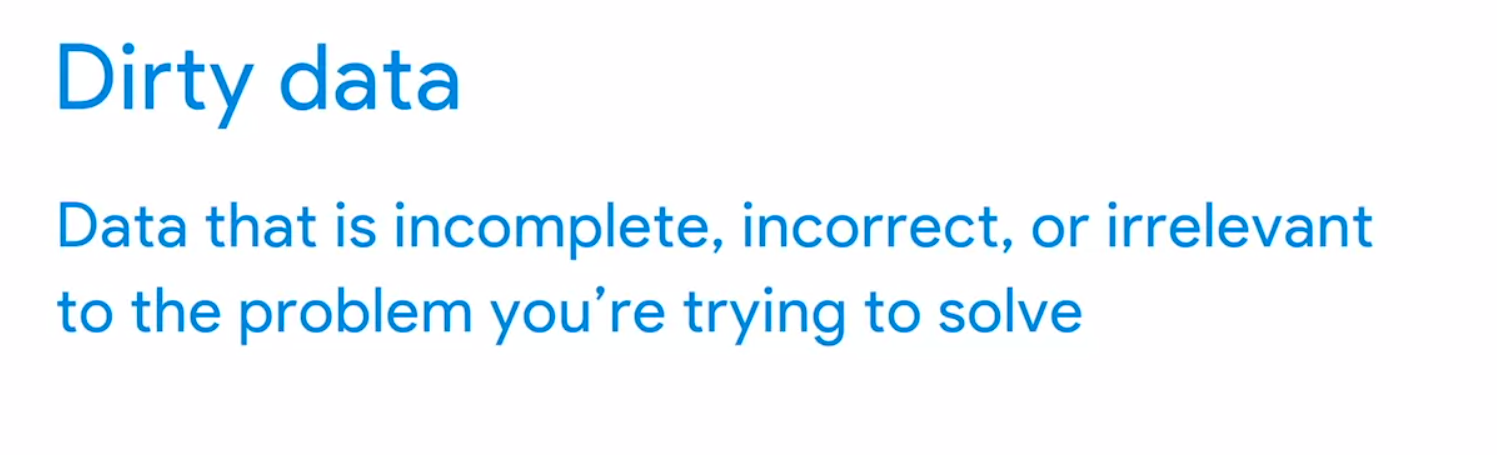 Dirty data
Data that is incomplete, incorrect, or irrelevant
to the problem you’re trying to solve